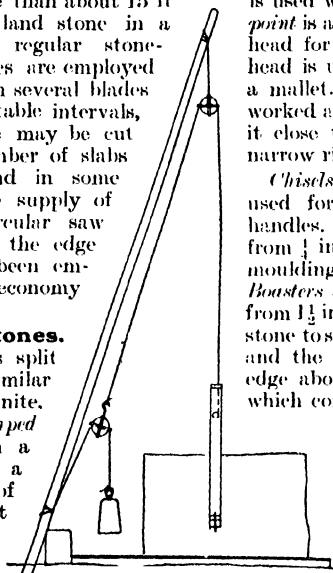 than about 15 ft
land stone in a
regular stone-
es are employed
several blades
table intervals,
may be cut
mber of slabs
nd in some
supply of
rcular saw
the edge
been em-
economy
tones.
s split
milar
nite.
pped
a
a
of
t
is used w
point is a
head for
head is u
a mallet.
worked a
it close
narrow ri
Chisels
used for
handles.
from ¼ in
moulding
Boasters
from 1½ in
stone to s
and the
edge abo
which co